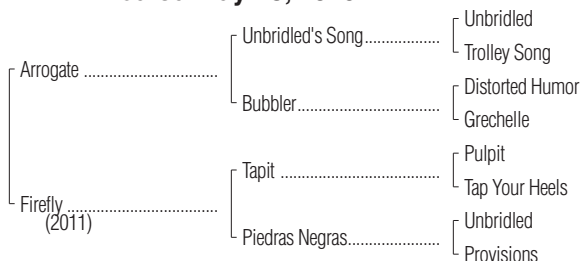 Unbridled
Unbridled's Song
Trolley Song
Arrogate
Distorted Humor
Bubbler
Grechelle
Pulpit
Tapit
Tap Your Heels
Firefly
(2011)
Unbridled
Piedras Negras
Provisions